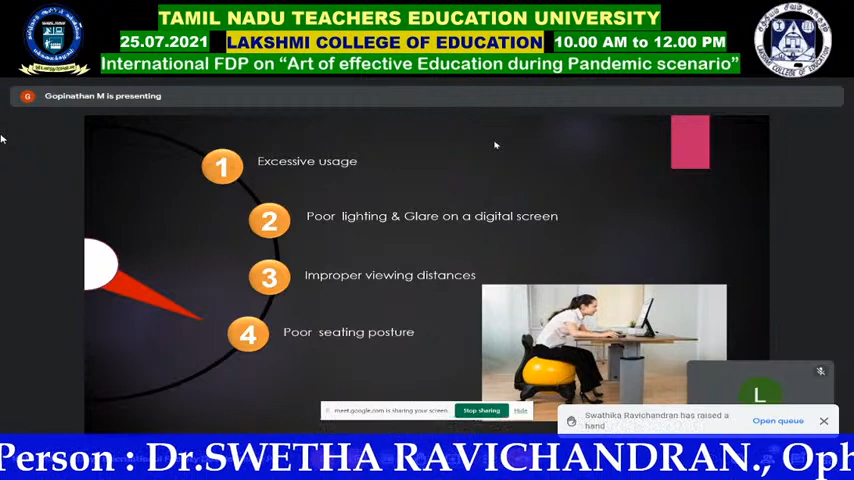 TAMIL NADU TEACHERS EDUCATION UNIVERSITY
25.07.2021 LAKSHMI COLLEGE OF EDUCATION 10.00 AM to 12.00 PM
International FDP on “Art of effective Education during Pandemic scenario”
G Gopinathan M is presenting
1 Excessive usage
2 Poor lighting & Glare on a digital screen
3 Improper viewing distances
4 Poor seating posture
L
meet.google.com is sharing your screen. Stop sharing Hide
Swathika Ravichandran has raised a
hand
Open queue
Person : Dr.SWETHA RAVICHANDRAN., Oph